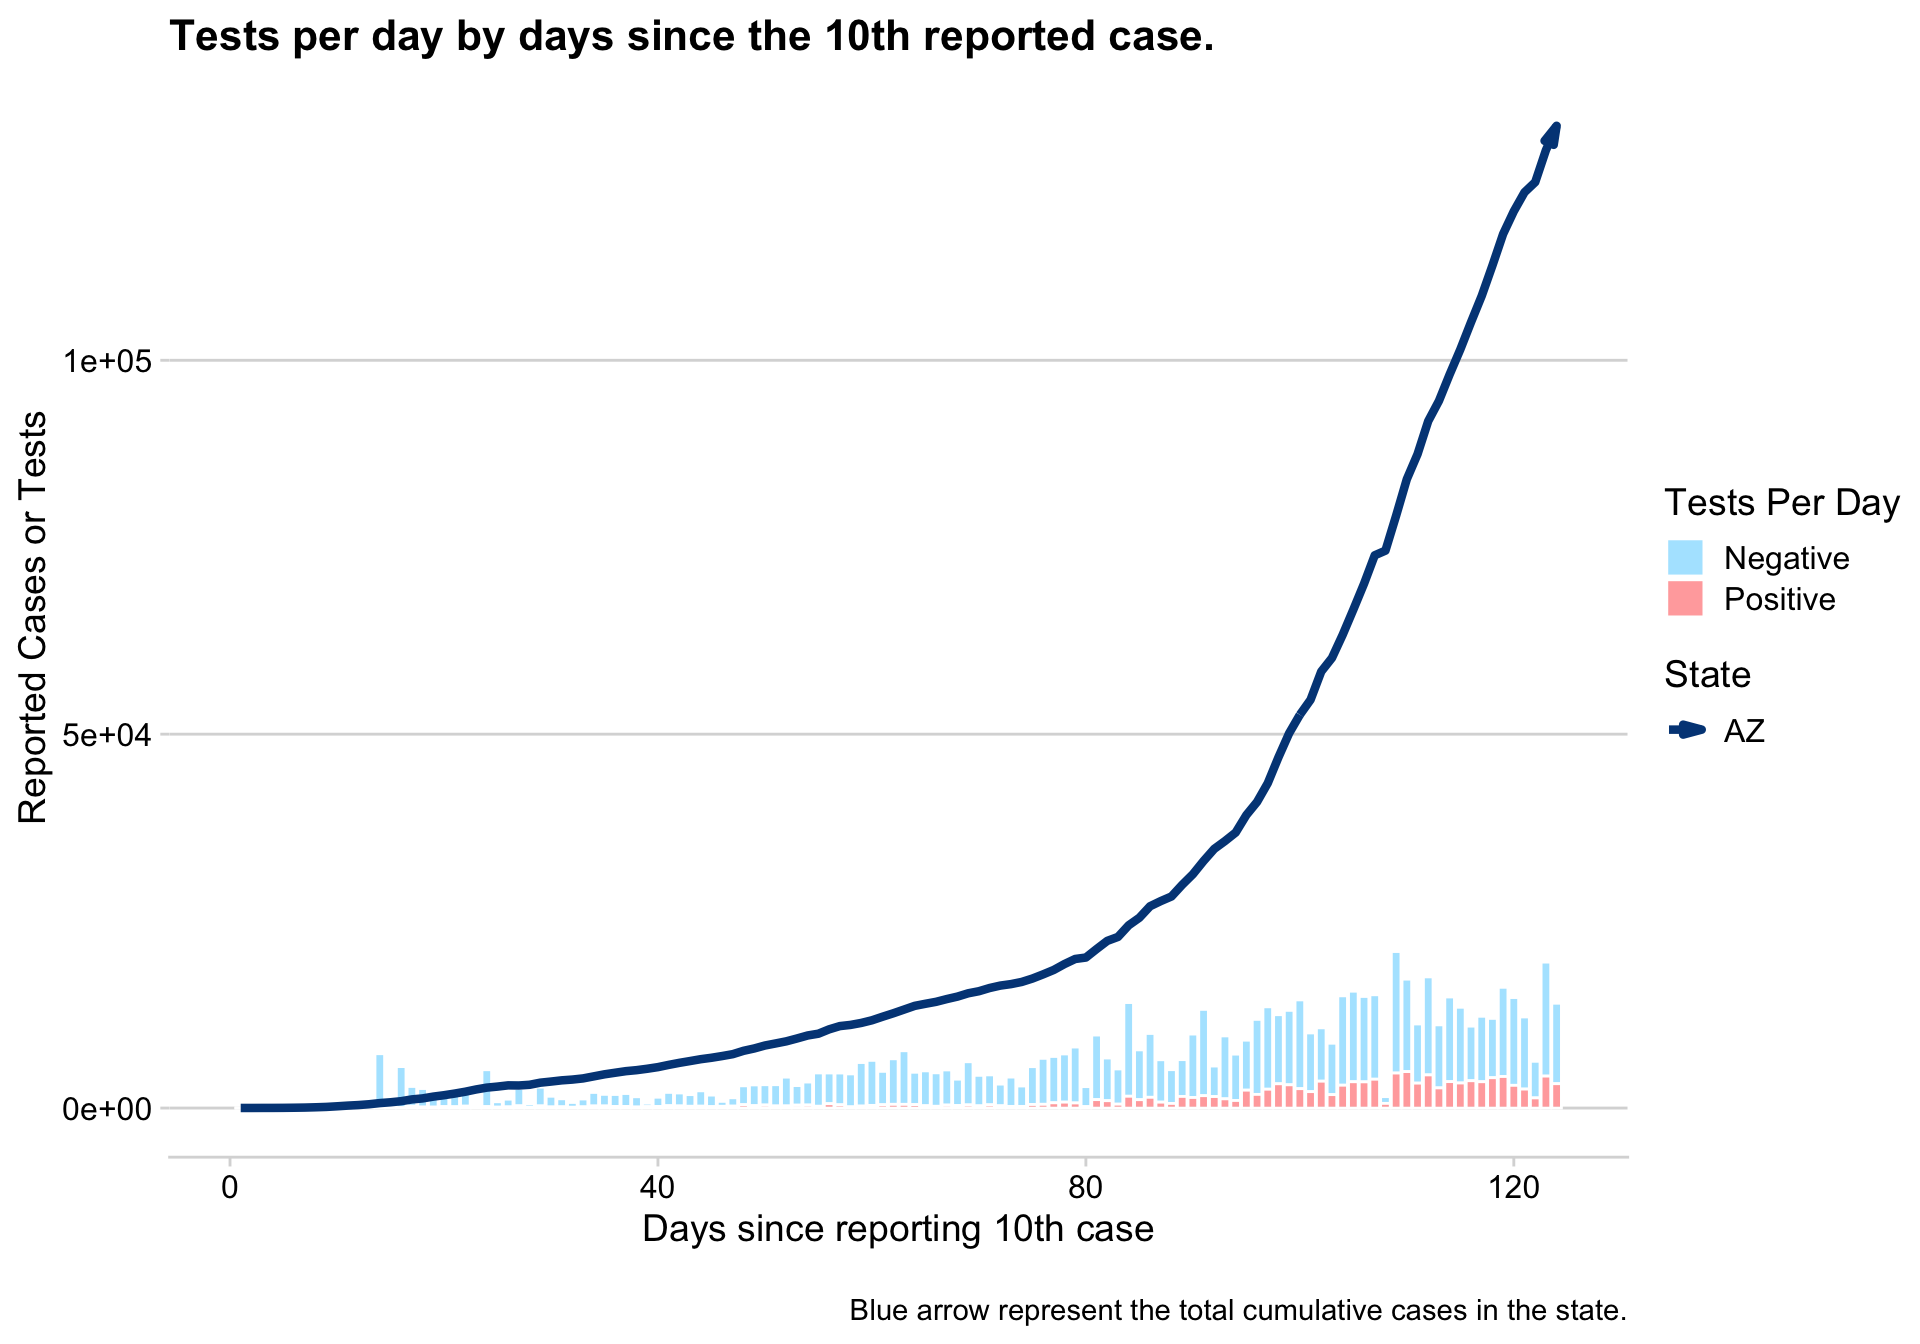 Tests per day by days since the 10th reported case.
1e+05
5e+04
0e+00
Reported Cases or Tests
0
40
80
120
Days since reporting 10th case
Tests Per Day
Negative
Positive
State
AZ
Blue arrow represent the total cumulative cases in the state.